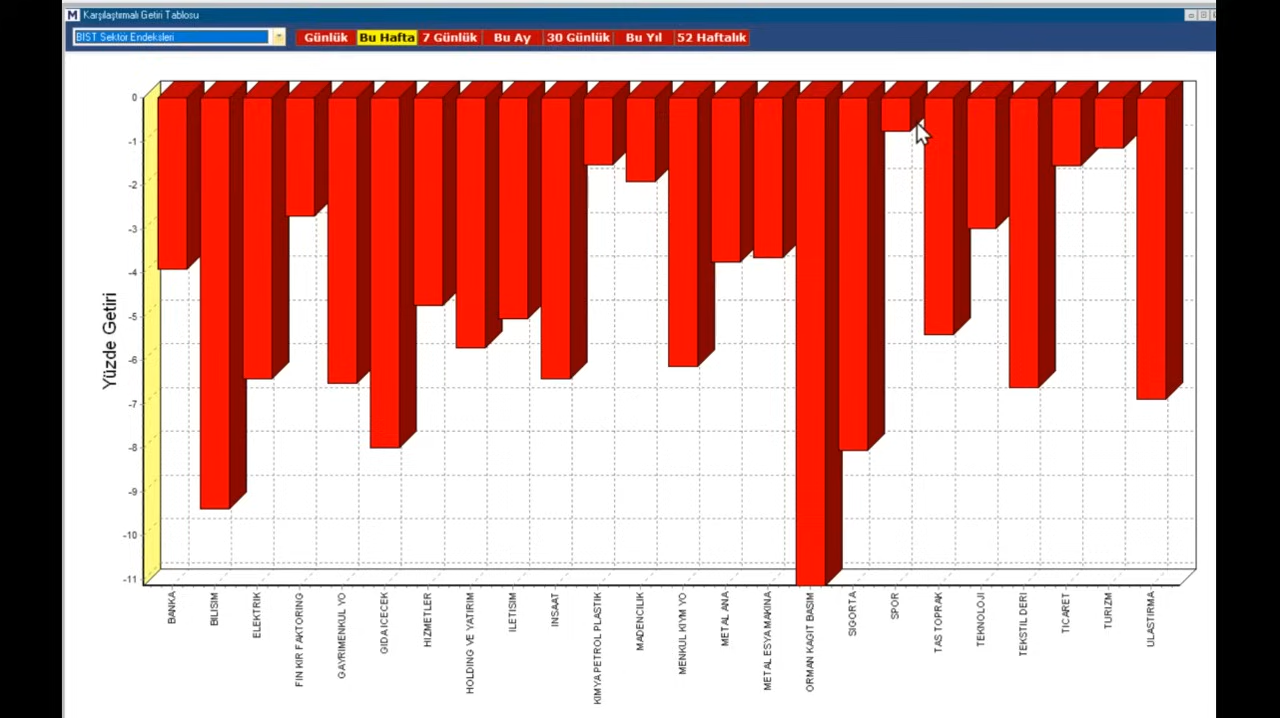 M Karşılaştırmalı Getiri Tablosu
BIST Sektör Endeksleri
Günlük Bu Hafta 7 Günlük Bu Ay 30 Günlük Bu Yıl 52 Haftalık
Yüzde Getiri
0
-1
-2
-3
-4
-5
-6
-7
-8
-9
-10
-11
BANKA
BILISIM
ELEKTRIK
FIN KIR FAKTORING
GAYRIMENKUL YO
GIDA ICECEK
HIZMETLER
HOLDING VE YATIRIM
ILETISIM
INSAAT
KIMYA PETROL PLASTIK
MADENCILIK
MENKUL KIYM YO
METAL ANA
METAL ESYA MAKINA
ORMAN KAGIT BASIM
SIGORTA
SPOR
TAS TOPRAK
TEKNOLOJI
TEKSTIL DERI
TICARET
TURIZM
ULASTIRMA